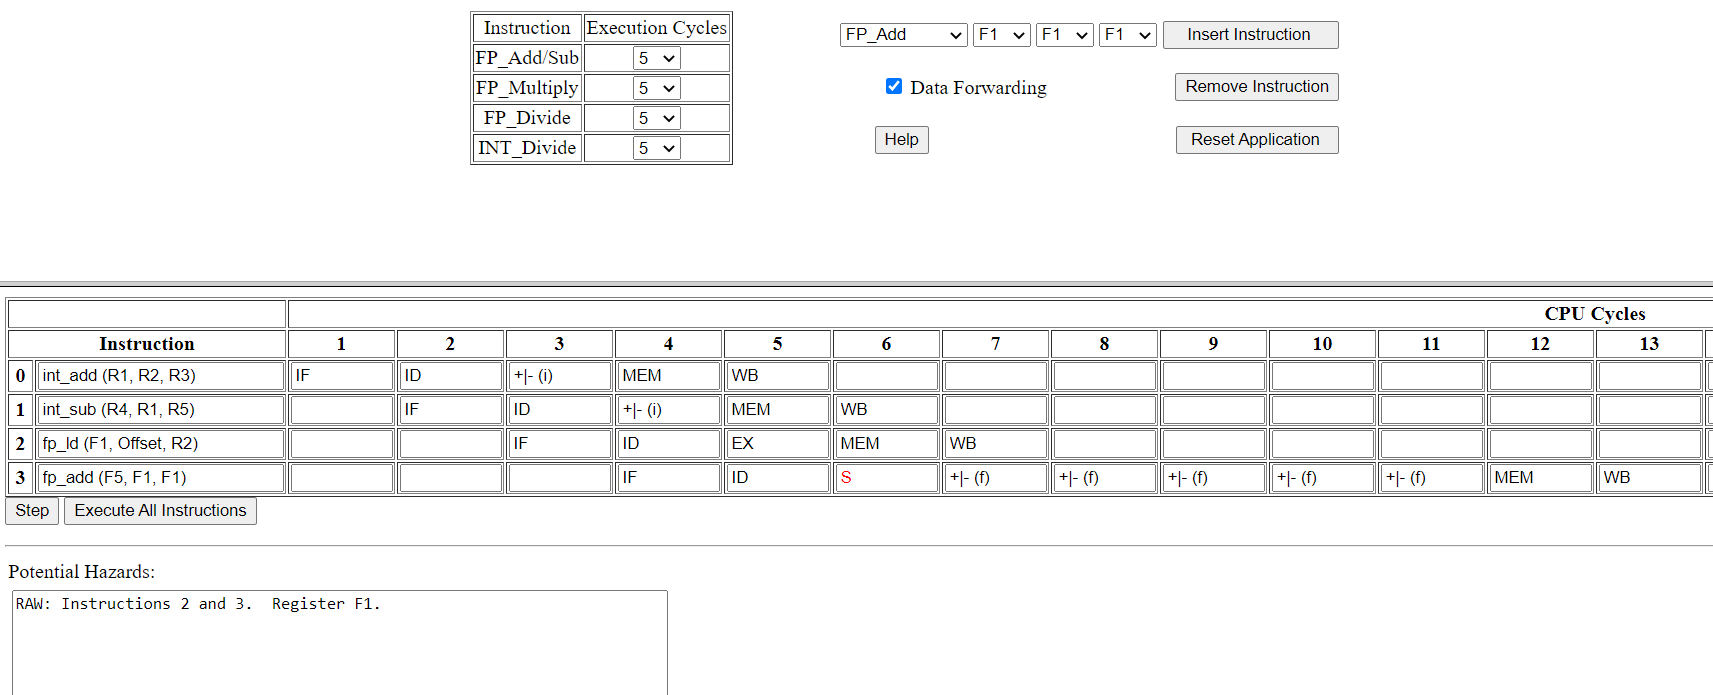 Instruction Execution Cycles
FP_Add/Sub 5
FP_Multiply 5
FP_Divide 5
INT_Divide 5
FP_Add F1 F1 F1 Insert Instruction
Data Forwarding Remove Instruction
Help Reset Application
CPU Cycles
Instruction 1 2 3 4 5 6 7 8 9 10 11 12 13
0 int_add (R1, R2, R3) IF ID +|- (i) MEM WB
1 int_sub (R4, R1, R5) IF ID +|- (i) MEM WB
2 fp_ld (F1, Offset, R2) IF ID EX MEM WB
3 fp_add (F5, F1, F1) IF ID S +|- (f) +|- (f) +|- (f) +|- (f) +|- (f) MEM WB
Step Execute All Instructions
Potential Hazards:
RAW: Instructions 2 and 3. Register F1.